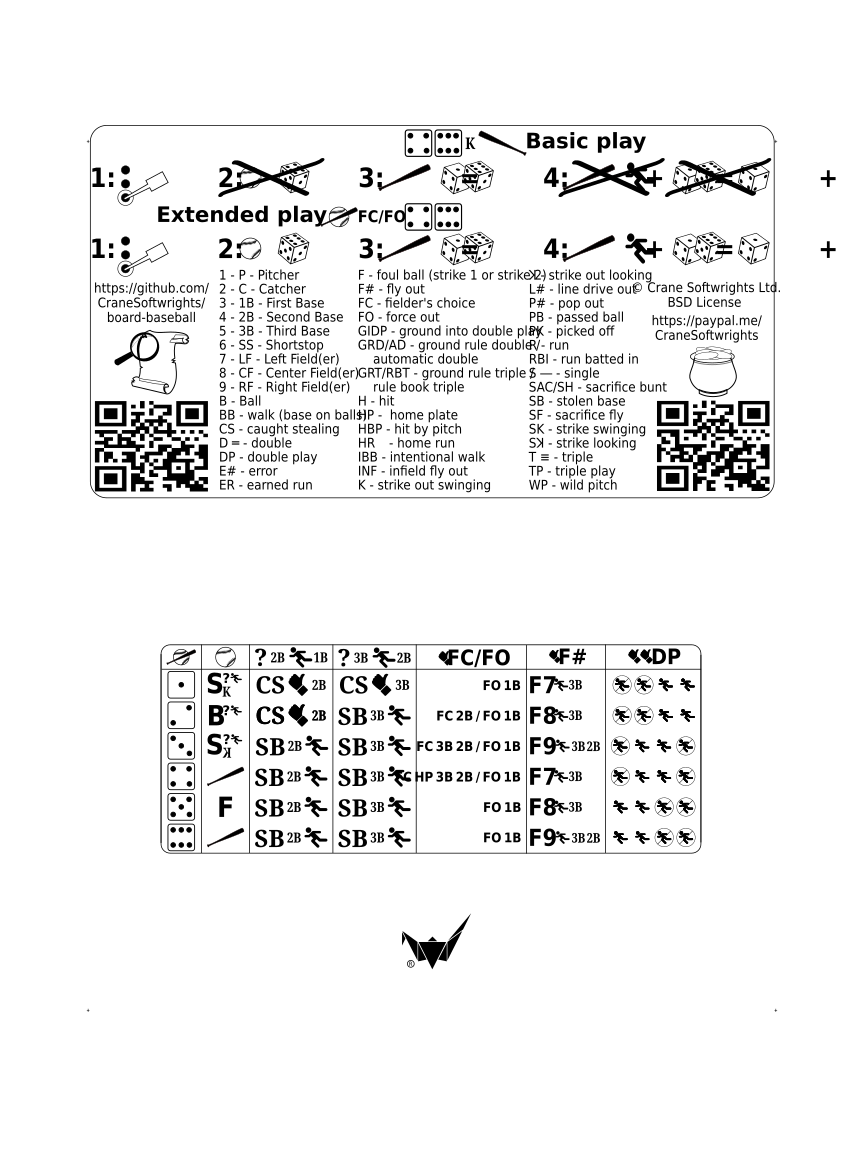 K Basic play
1: 2: 3: = 4: + = +
Extended play FC/FO
1: 2: 3: = 4: + = +
https://github.com/
CraneSoftwrights/
board-baseball
1 - P - Pitcher
2 - C - Catcher
3 - 1B - First Base
4 - 2B - Second Base
5 - 3B - Third Base
6 - SS - Shortstop
7 - LF - Left Field(er)
8 - CF - Center Field(er)
9 - RF - Right Field(er)
B - Ball
BB - walk (base on balls)
CS - caught stealing
D = - double
DP - double play
E# - error
ER - earned run
F - foul ball (strike 1 or strike 2)
F# - fly out
FC - fielder's choice
FO - force out
GIDP - ground into double play
GRD/AD - ground rule double/
automatic double
GRT/RBT - ground rule triple /
rule book triple
H - hit
HP - home plate
HBP - hit by pitch
HR - home run
IBB - intentional walk
INF - infield fly out
K - strike out swinging
ꓘ - strike out looking
L# - line drive out
P# - pop out
PB - passed ball
PK - picked off
R - run
RBI - run batted in
S — - single
SAC/SH - sacrifice bunt
SB - stolen base
SF - sacrifice fly
SK - strike swinging
Sꓘ - strike looking
T ≡ - triple
TP - triple play
WP - wild pitch
© Crane Softwrights Ltd.
BSD License
https://paypal.me/
CraneSoftwrights
? 2B 1B ? 3B 2B FC/FO F# DP
S? K CS 2B CS 3B FO 1B F7 3B
B? CS 2B SB 3B FC 2B / FO 1B F8 3B
S? ꓘ SB 2B SB 3B FC 3B 2B / FO 1B F9 3B 2B
SB 2B SB 3B FC HP 3B 2B / FO 1B F7 3B
F SB 2B SB 3B FO 1B F8 3B
SB 2B SB 3B FO 1B F9 3B 2B
®